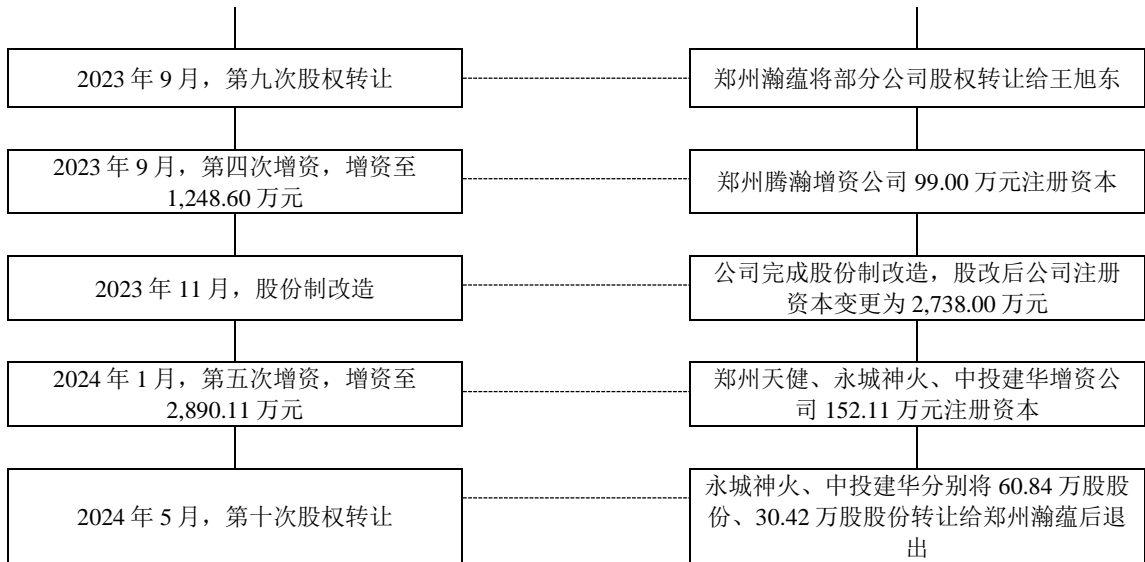 2023 年 9 月，第九次股权转让
郑州瀚蕴将部分公司股权转让给王旭东
2023 年 9 月，第四次增资，增资至
1,248.60 万元
郑州腾瀚增资公司 99.00 万元注册资本
2023 年 11 月，股份制改造
公司完成股份制改造，股改后公司注册
资本变更为 2,738.00 万元
2024 年 1 月，第五次增资，增资至
2,890.11 万元
郑州天健、永城神火、中投建华增资公
司 152.11 万元注册资本
2024 年 5 月，第十次股权转让
永城神火、中投建华分别将 60.84 万股股
份、30.42 万股股份转让给郑州瀚蕴后退
出